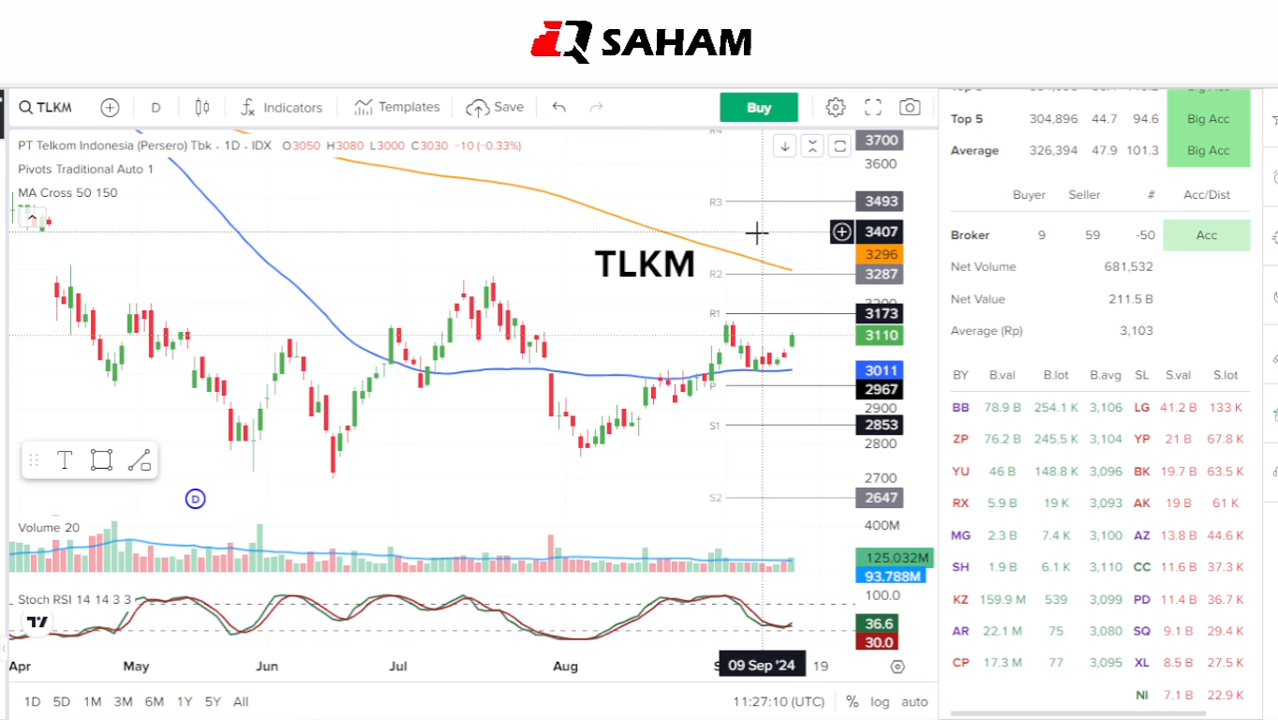 iQ SAHAM
TLKM D Indicators Templates Save Buy
PT Telkom Indonesia (Persero) Tbk · 1D · IDX O3050 H3080 L3000 C3030 −10 (−0.33%)
Pivots Traditional Auto 1
MA Cross 50 150
TLKM
R4
R3
R2
R1
P
S1
S2
3700
3600
3493
3407
3296
3287
3200
3173
3110
3011
2967
2900
2853
2800
2700
2647
D
Volume 20
400M
125.032M
93.788M
Stoch RSI 14 14 3 3
100.0
36.6
30.0
Apr May Jun Jul Aug 09 Sep '24 19
1D 5D 1M 3M 6M 1Y 5Y All 11:27:10 (UTC) % log auto
Top 5 304,896 44.7 94.6 Big Acc
Average 326,394 47.9 101.3 Big Acc
Buyer Seller # Acc/Dist
Broker 9 59 -50 Acc
Net Volume 681,532
Net Value 211.5 B
Average (Rp) 3,103
BY B.val B.lot B.avg SL S.val S.lot
BB 78.9 B 254.1 K 3,106 LG 41.2 B 133 K
ZP 76.2 B 245.5 K 3,104 YP 21 B 67.8 K
YU 46 B 148.8 K 3,096 BK 19.7 B 63.5 K
RX 5.9 B 19 K 3,093 AK 19 B 61 K
MG 2.3 B 7.4 K 3,100 AZ 13.8 B 44.6 K
SH 1.9 B 6.1 K 3,110 CC 11.6 B 37.3 K
KZ 159.9 M 539 3,099 PD 11.4 B 36.7 K
AR 22.1 M 75 3,080 SQ 9.1 B 29.4 K
CP 17.3 M 77 3,095 XL 8.5 B 27.5 K
NI 7.1 B 22.9 K